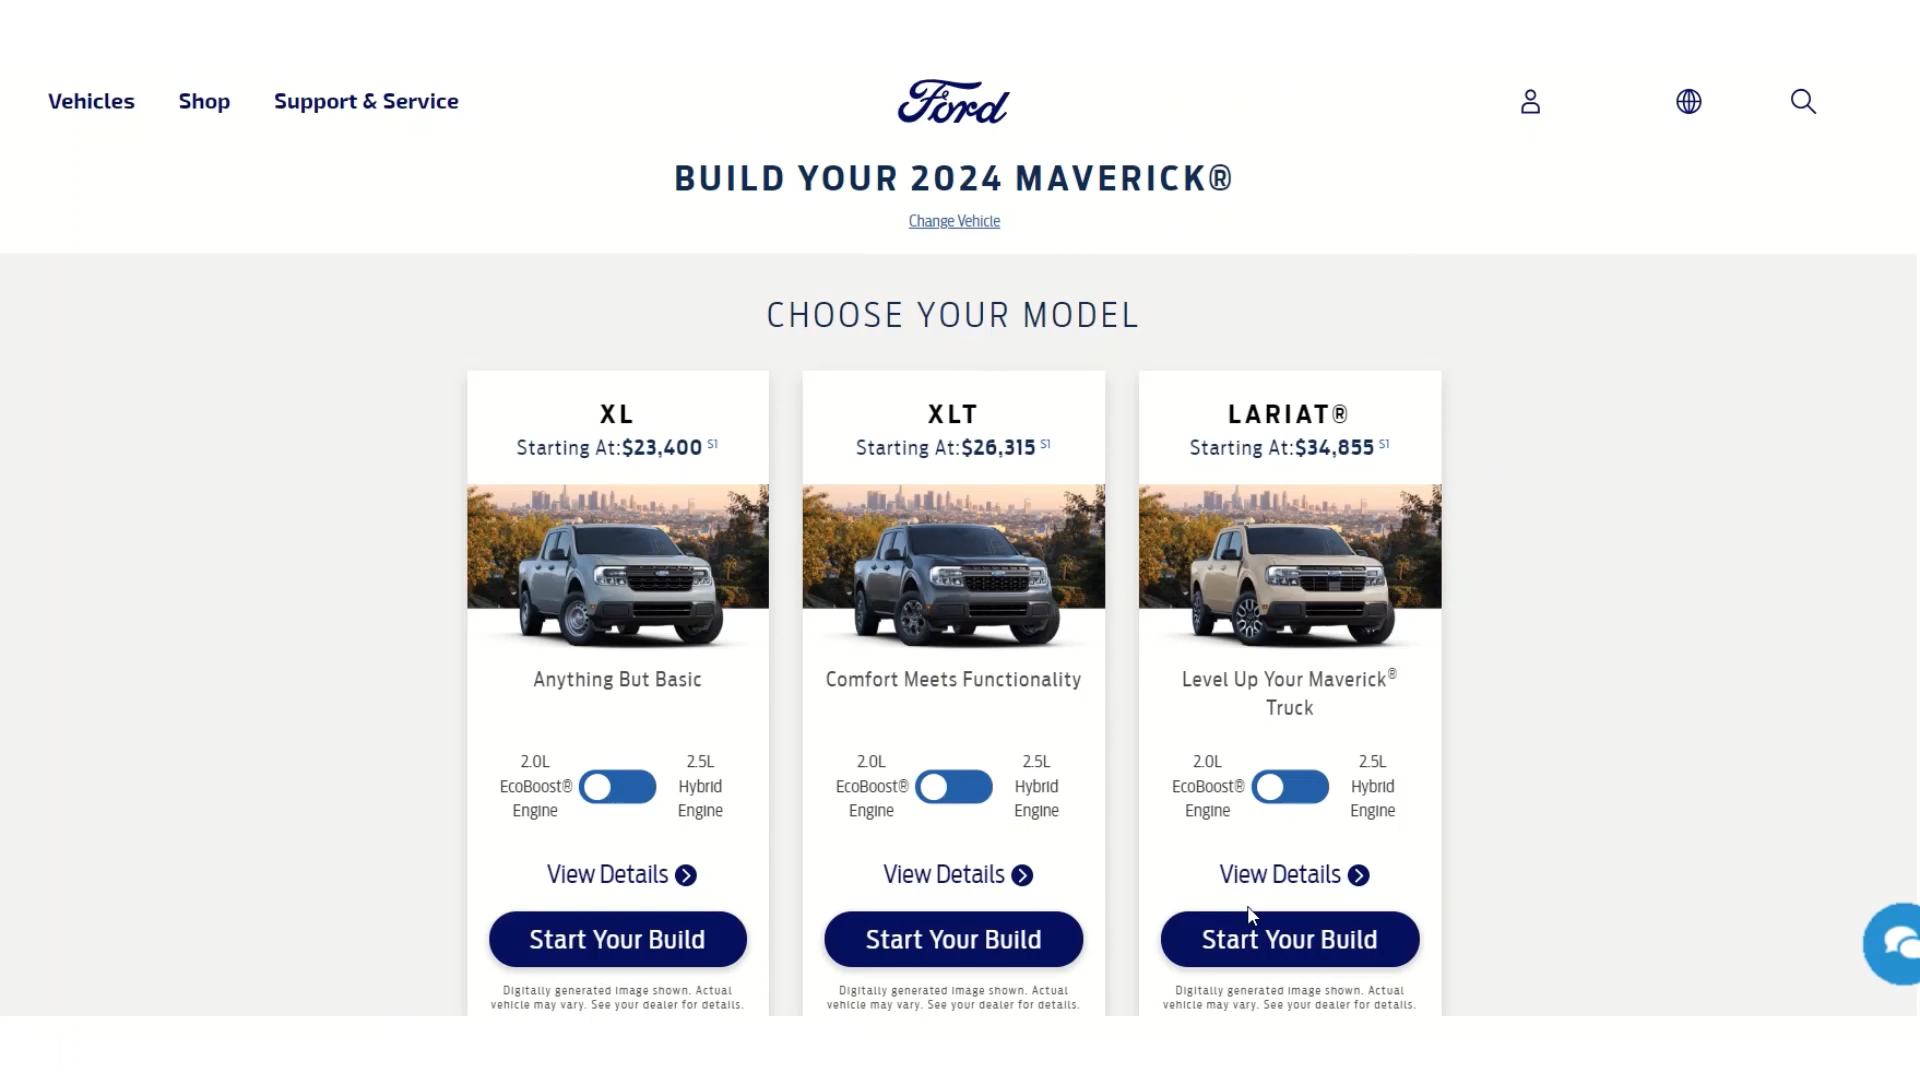 Vehicles Shop Support & Service Ford
BUILD YOUR 2024 MAVERICK®
Change Vehicle
CHOOSE YOUR MODEL
XL
Starting At:$23,400 S1
Anything But Basic
2.0L
EcoBoost®
Engine
2.5L
Hybrid
Engine
View Details
Start Your Build
Digitally generated image shown. Actual
vehicle may vary. See your dealer for details.
XLT
Starting At:$26,315 S1
Comfort Meets Functionality
2.0L
EcoBoost®
Engine
2.5L
Hybrid
Engine
View Details
Start Your Build
Digitally generated image shown. Actual
vehicle may vary. See your dealer for details.
LARIAT®
Starting At:$34,855 S1
Level Up Your Maverick®
Truck
2.0L
EcoBoost®
Engine
2.5L
Hybrid
Engine
View Details
Start Your Build
Digitally generated image shown. Actual
vehicle may vary. See your dealer for details.